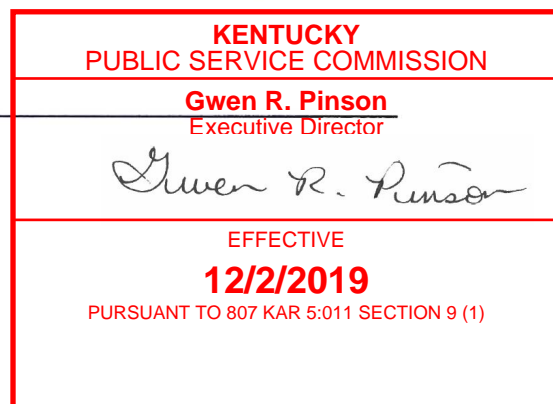 KENTUCKY
PUBLIC SERVICE COMMISSION
Gwen R. Pinson
Executive Director
Gwen R. Pinson
EFFECTIVE
12/2/2019
PURSUANT TO 807 KAR 5:011 SECTION 9 (1)